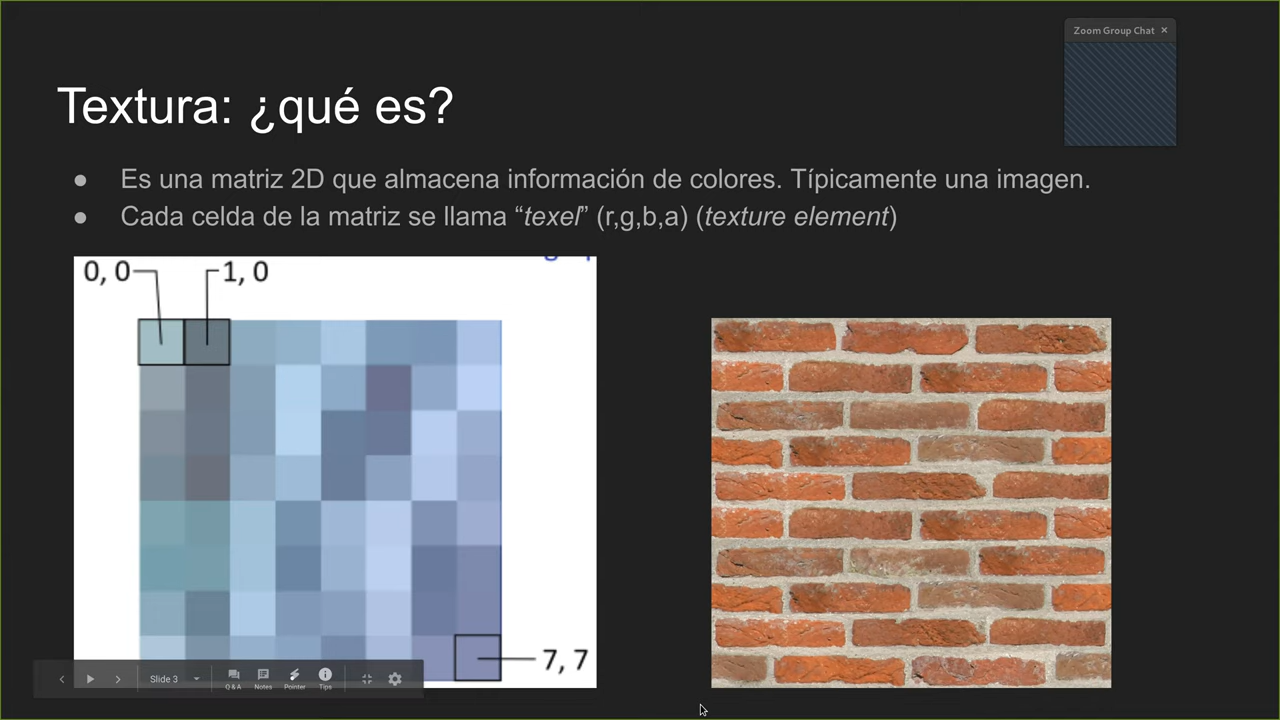 Zoom Group Chat ×
Textura: ¿qué es?
● Es una matriz 2D que almacena información de colores. Típicamente una imagen.
● Cada celda de la matriz se llama “texel” (r,g,b,a) (texture element)
0, 0
1, 0
7, 7
Slide 3
Q & A
Notes
Pointer
Tips